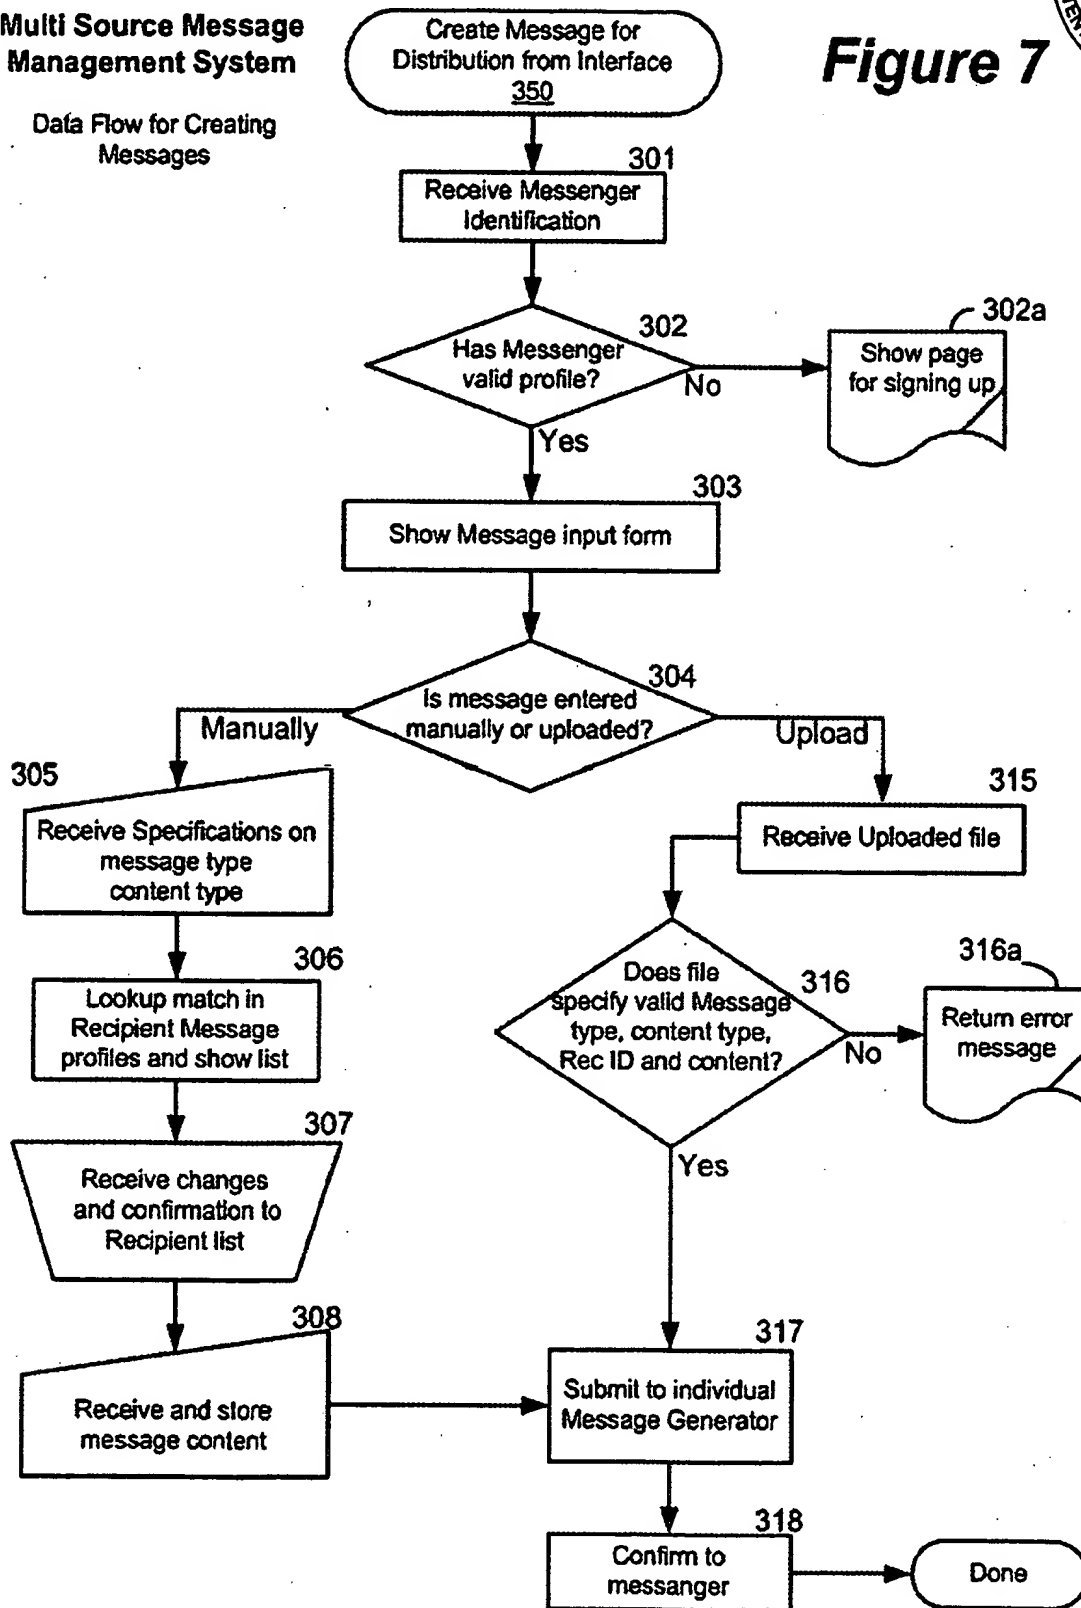 Multi Source Message
Management System
Data Flow for Creating
Messages
Create Message for
Distribution from Interface
350
Figure 7
301
Receive Messenger
Identification
302
Has Messenger
valid profile?
No
Yes
302a
Show page
for signing up
303
Show Message input form
304
Is message entered
manually or uploaded?
Manually
Upload
305
Receive Specifications on
message type
content type
306
Lookup match in
Recipient Message
profiles and show list
307
Receive changes
and confirmation to
Recipient list
308
Receive and store
message content
315
Receive Uploaded file
316
Does file
specify valid Message
type, content type,
Rec ID and content?
No
Yes
316a
Return error
message
317
Submit to individual
Message Generator
318
Confirm to
messanger
Done